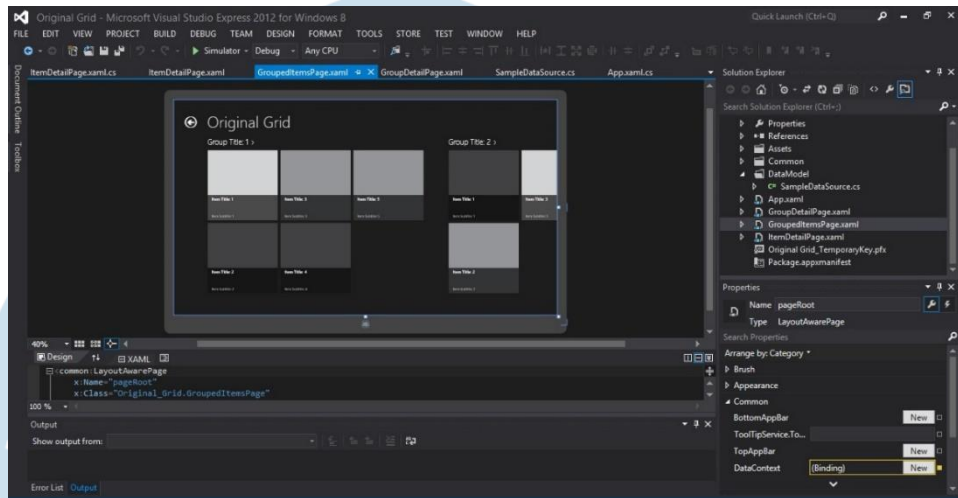 Original Grid - Microsoft Visual Studio Express 2012 for Windows 8
Quick Launch (Ctrl+Q)
FILE EDIT VIEW PROJECT BUILD DEBUG TEAM DESIGN FORMAT TOOLS STORE TEST WINDOW HELP
Simulator Debug Any CPU
Document Outline
Toolbox
ItemDetailPage.xaml.cs ItemDetailPage.xaml GroupedItemsPage.xaml GroupDetailPage.xaml SampleDataSource.cs App.xaml.cs
Original Grid
Group Title: 1
Group Title: 2
Item Title: 1 Item Title: 3 Item Title: 5 Item Title: 1 Item Title: 3
Item Title: 2 Item Title: 4 Item Title: 2
40%
Design XAML
<common:LayoutAwarePage
x:Name="pageRoot"
x:Class="Original_Grid.GroupedItemsPage"
100 %
Output
Show output from:
Error List Output
Solution Explorer
Search Solution Explorer (Ctrl+;)
Properties
References
Assets
Common
DataModel
C# SampleDataSource.cs
App.xaml
GroupDetailPage.xaml
GroupedItemsPage.xaml
ItemDetailPage.xaml
Original Grid_TemporaryKey.pfx
Package.appxmanifest
Properties
Name pageRoot
Type LayoutAwarePage
Search Properties
Arrange by: Category
Brush
Appearance
Common
BottomAppBar New
ToolTipService.To...
TopAppBar New
DataContext (Binding) New